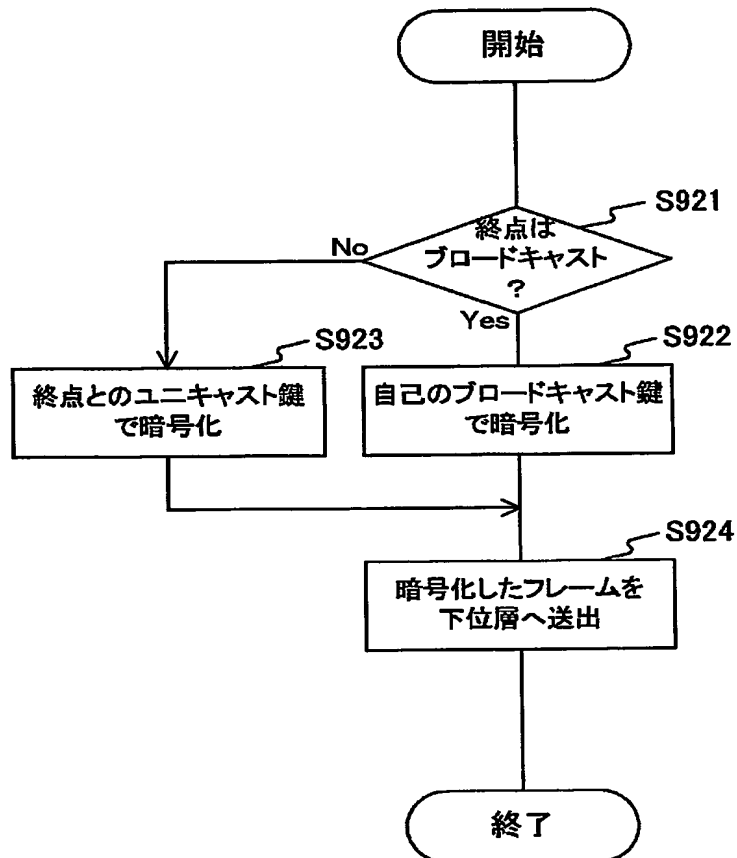 開始
S921
終点は
ブロードキャスト
?
No
Yes
S923
終点とのユニキャスト鍵
で暗号化
S922
自己のブロードキャスト鍵
で暗号化
S924
暗号化したフレームを
下位層へ送出
終了